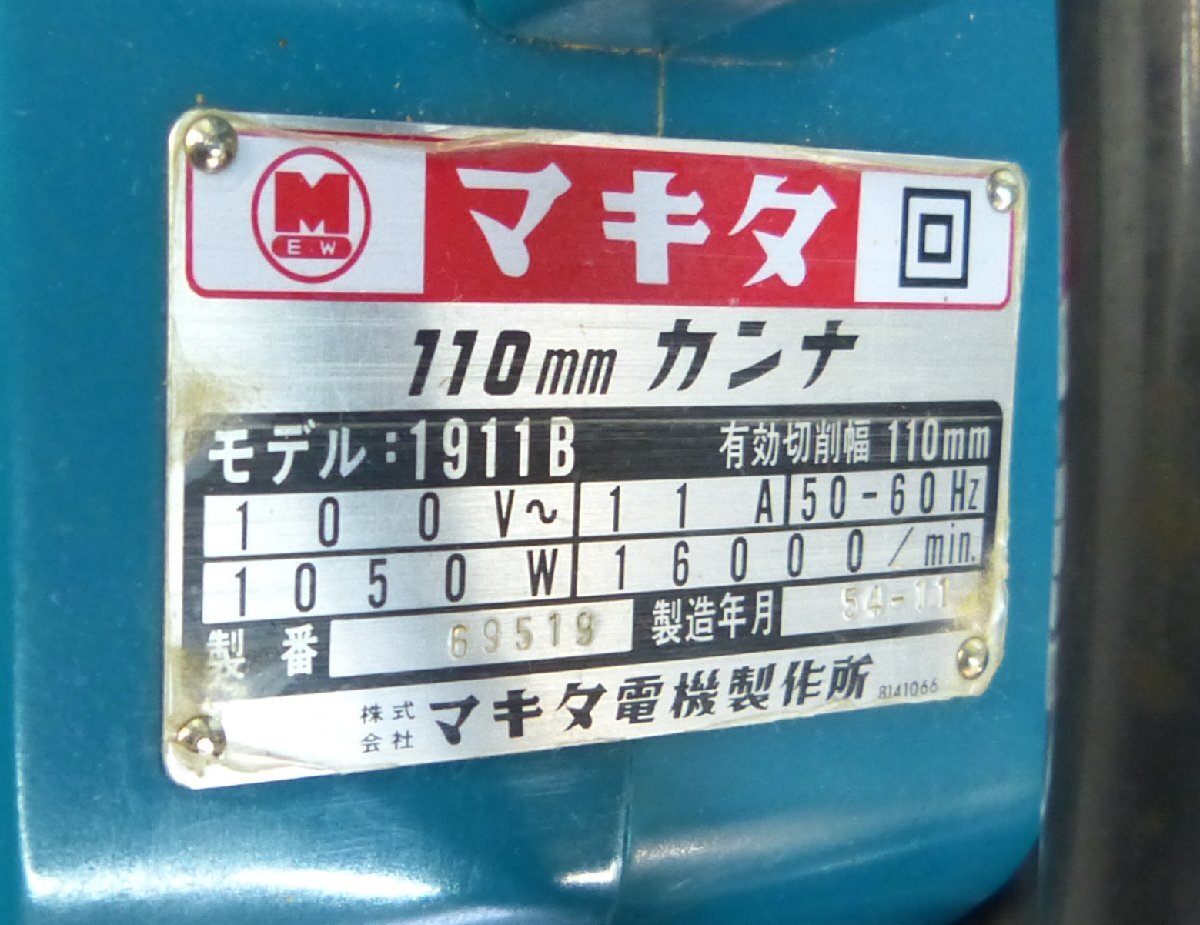 M
E·W
マキタ
110mm カンナ
モデル:1911B 有効切削幅 110mm
100V~ 11A 50-60Hz
1050W 16000/min.
製番 69519 製造年月 54-11
株式会社 マキタ電機製作所 8141066